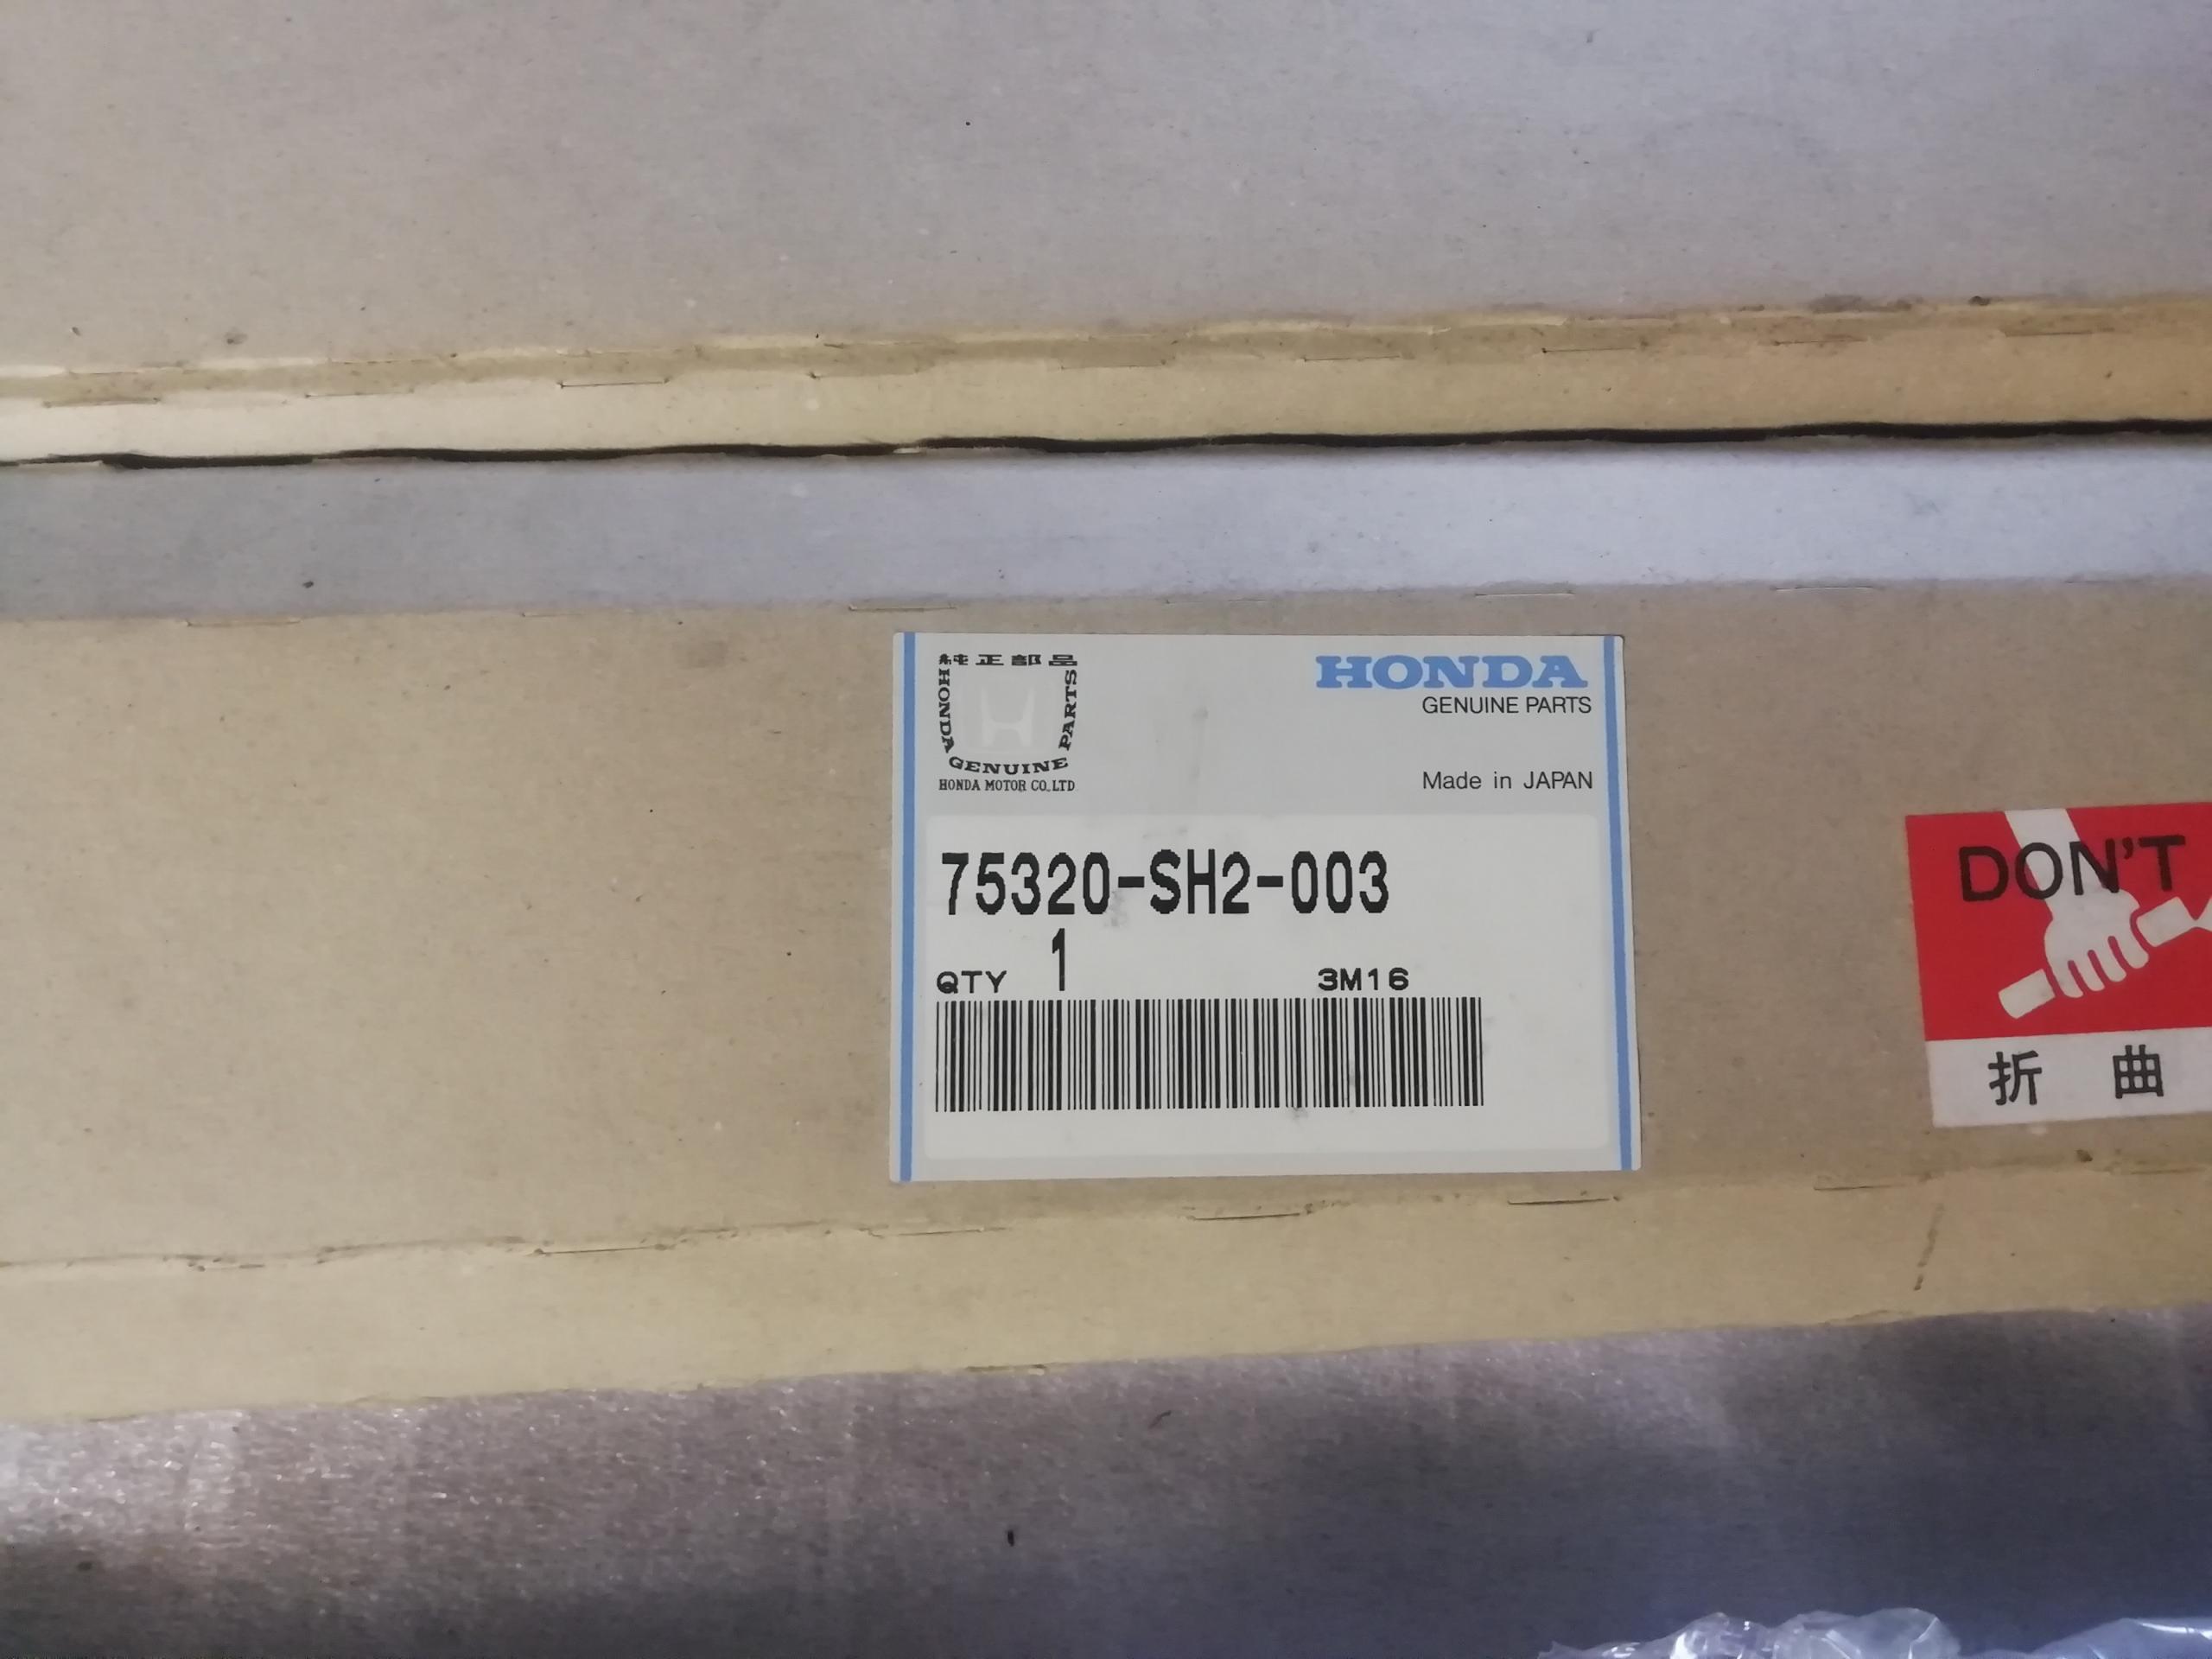 純正部品
HONDA GENUINE PARTS
HONDA MOTOR CO.,LTD
HONDA
GENUINE PARTS
Made in JAPAN
75320-SH2-003
QTY 1 3M16
DON'T
折 曲